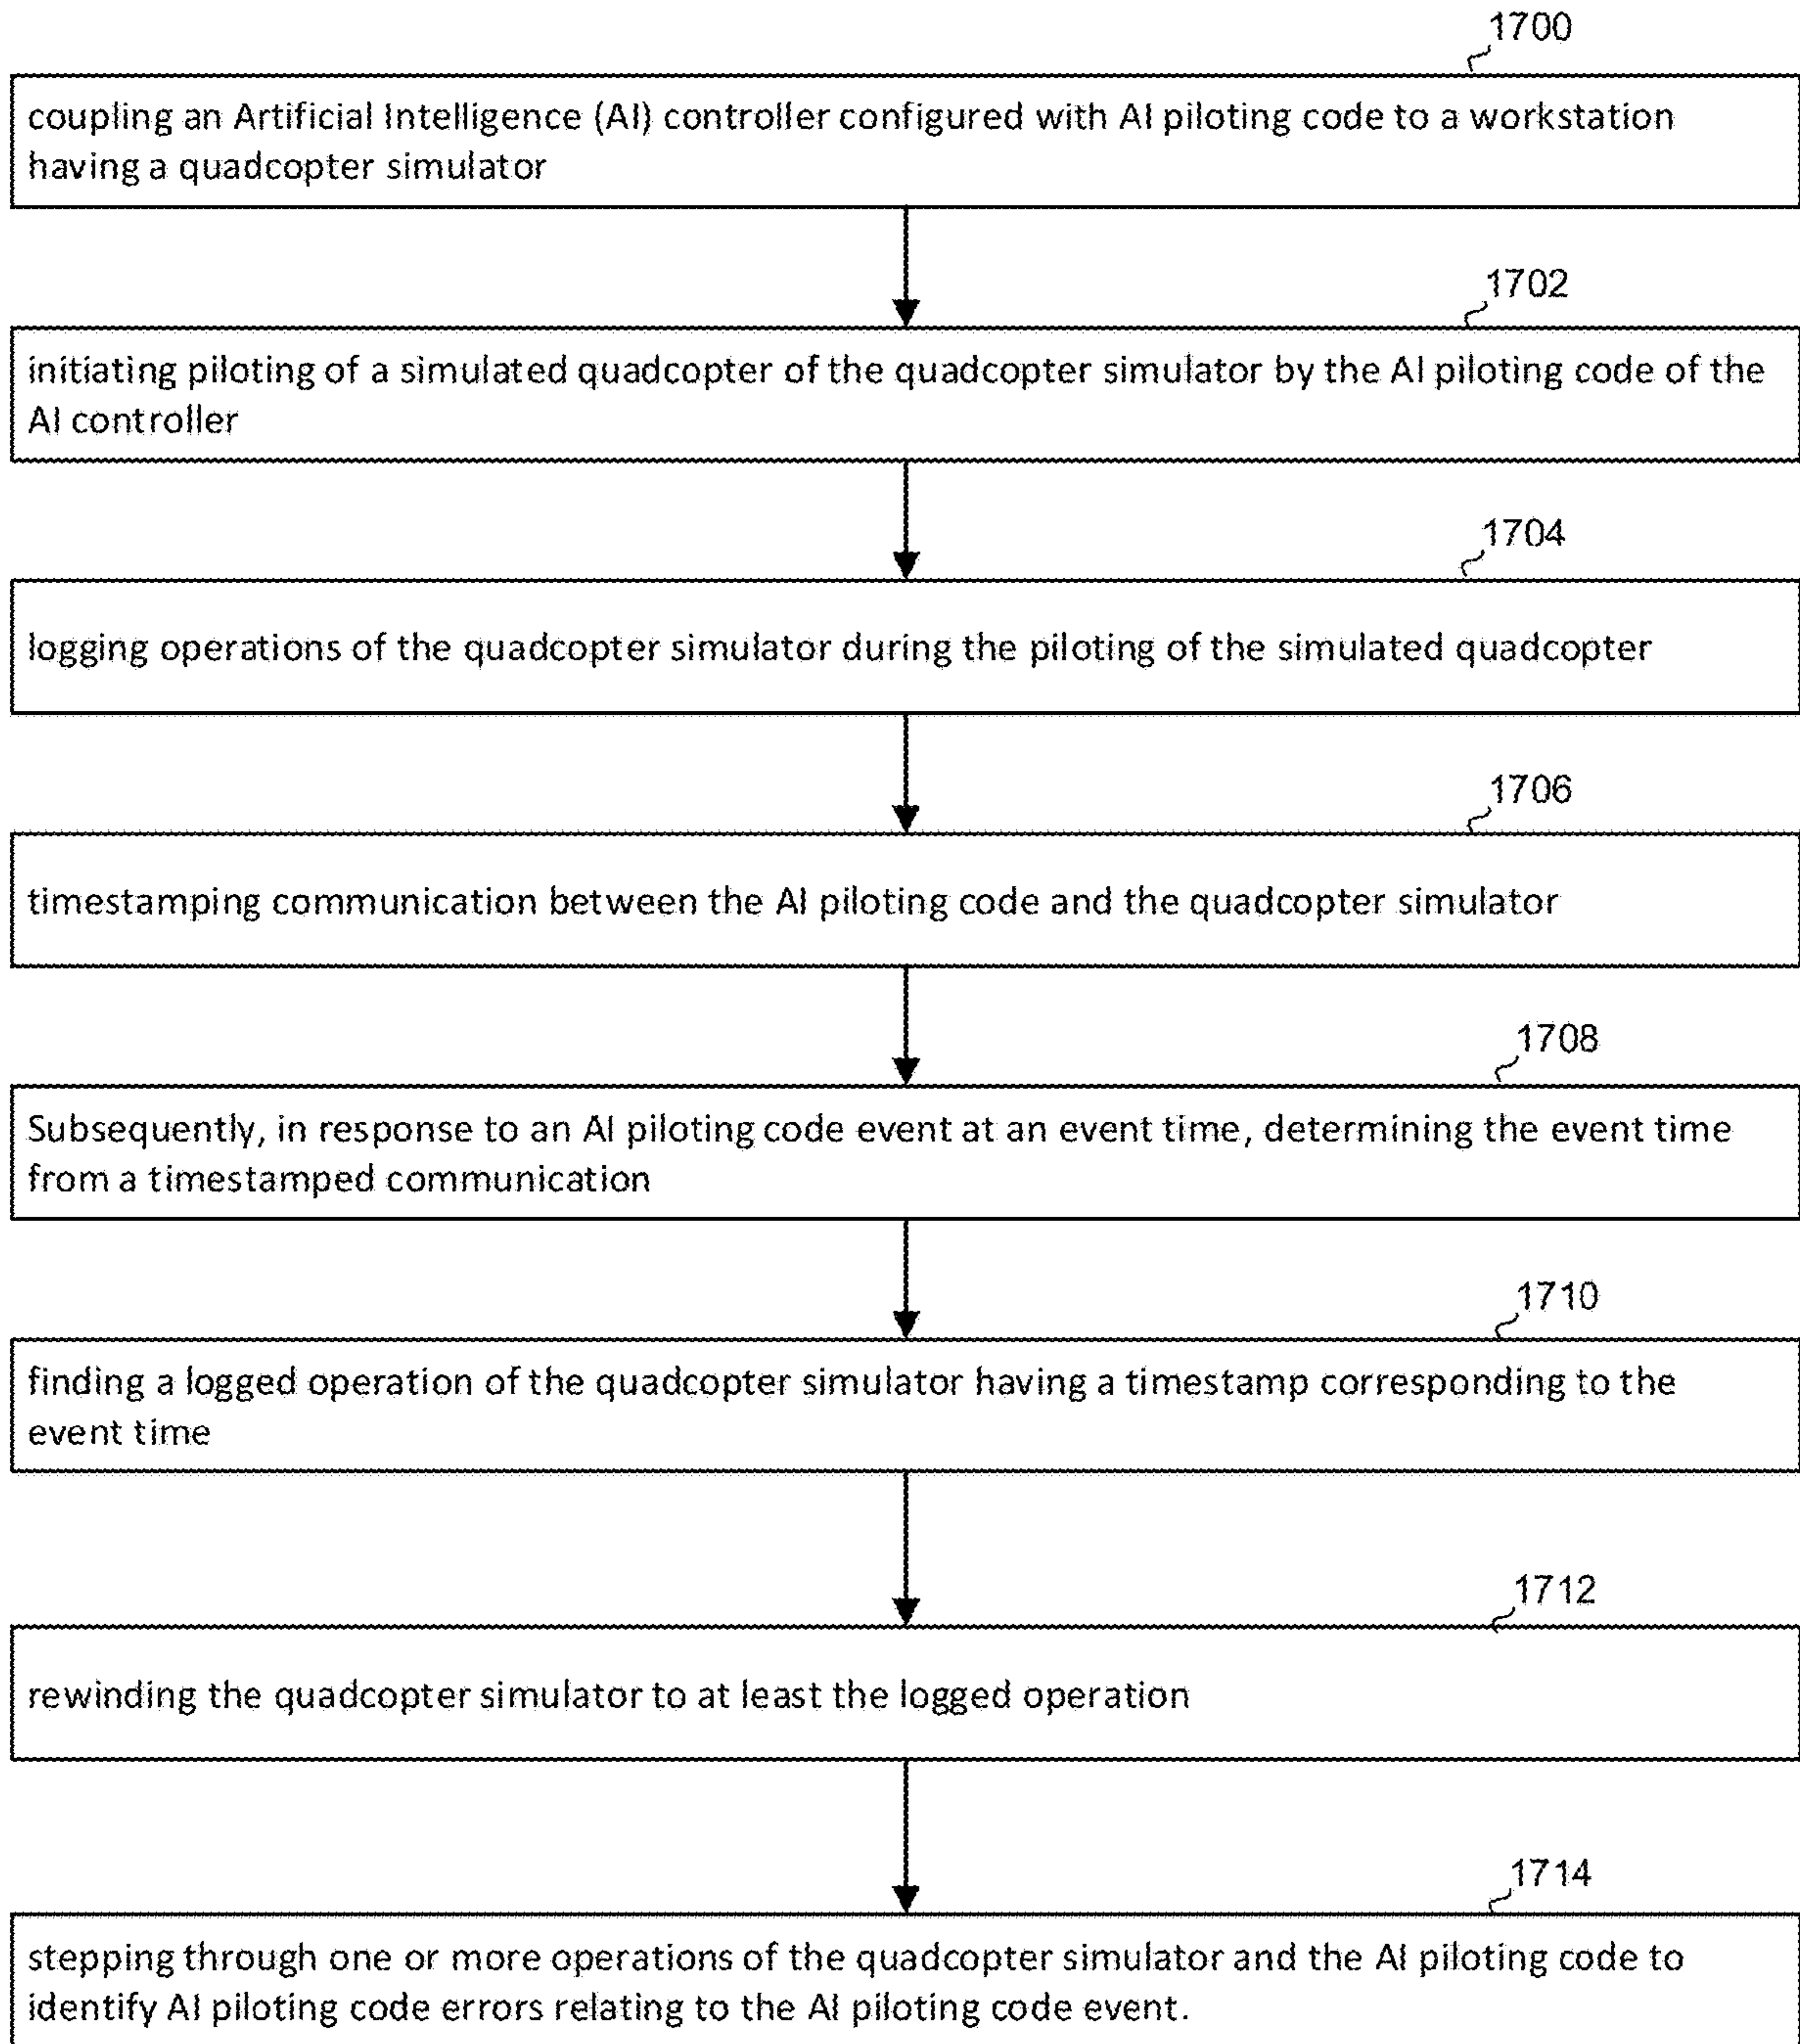 1700
coupling an Artificial Intelligence (AI) controller configured with AI piloting code to a workstation
having a quadcopter simulator
1702
initiating piloting of a simulated quadcopter of the quadcopter simulator by the AI piloting code of the
AI controller
1704
logging operations of the quadcopter simulator during the piloting of the simulated quadcopter
1706
timestamping communication between the AI piloting code and the quadcopter simulator
1708
Subsequently, in response to an AI piloting code event at an event time, determining the event time
from a timestamped communication
1710
finding a logged operation of the quadcopter simulator having a timestamp corresponding to the
event time
1712
rewinding the quadcopter simulator to at least the logged operation
1714
stepping through one or more operations of the quadcopter simulator and the AI piloting code to
identify AI piloting code errors relating to the AI piloting code event.